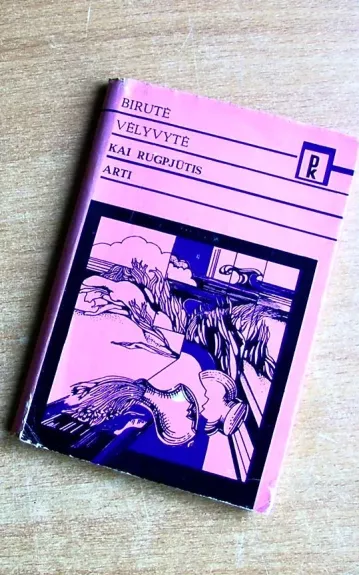 BIRUTĖ
VĖLYVYTĖ
KAI RUGPJŪTIS
ARTI
pk